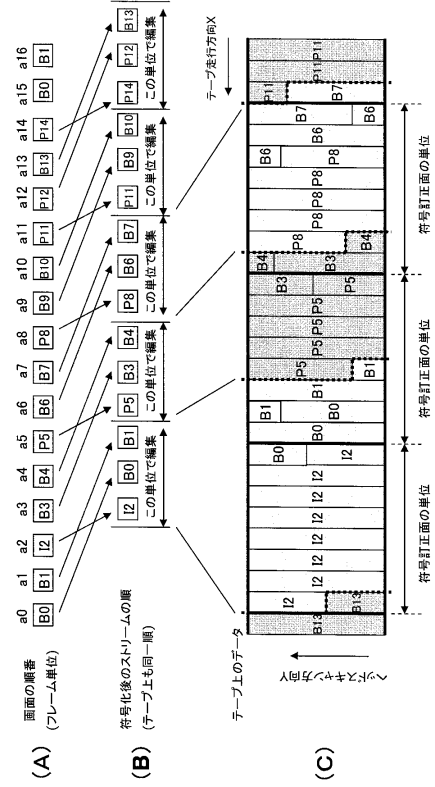 (A)
画面の順番
(フレーム単位)
a0 a1 a2 a3 a4 a5 a6 a7 a8 a9 a10 a11 a12 a13 a14 a15 a16
B0 B1 I2 B3 B4 P5 B6 B7 P8 B9 B10 P11 P12 B13 P14 B0 B1
(B)
符号化後のストリームの順
(テープ上も同一順)
I2 B0 B1 P5 B3 B4 P8 B6 B7 P11 B9 B10 P14 P12 B13
この単位で編集 この単位で編集 この単位で編集 この単位で編集 この単位で編集
(C)
テープ上のデータ
テープ走行方向X
ヘッドスキャン方向Y
B13 I2 B13 I2 I2 I2 I2 I2 B0 I2 B0 B1 B0 B1 P5 B1 P5 P5 P5 B3 P5 B4 B3 P8 B4 P8 P8 P8 B6 P8 B6 B7 B6 P11 B7 P11 P11
符号訂正面の単位 符号訂正面の単位 符号訂正面の単位